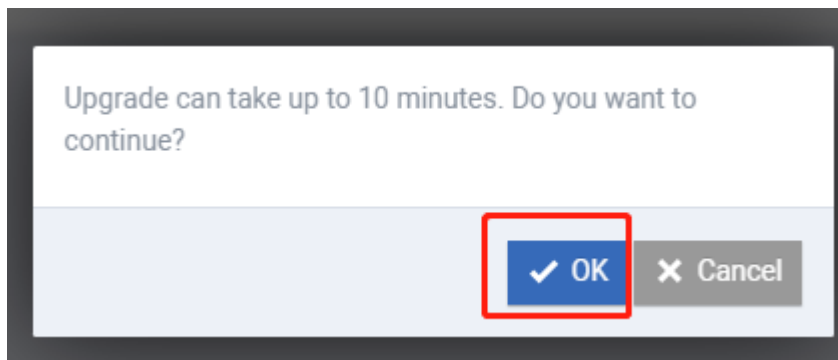 Upgrade can take up to 10 minutes. Do you want to
continue?
OK
Cancel